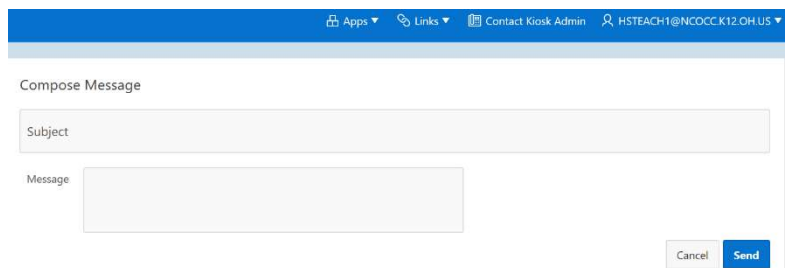 Apps ▼ Links ▼ Contact Kiosk Admin HSTEACH1@NCOCC.K12.OH.US ▼
Compose Message
Subject
Message
Cancel Send